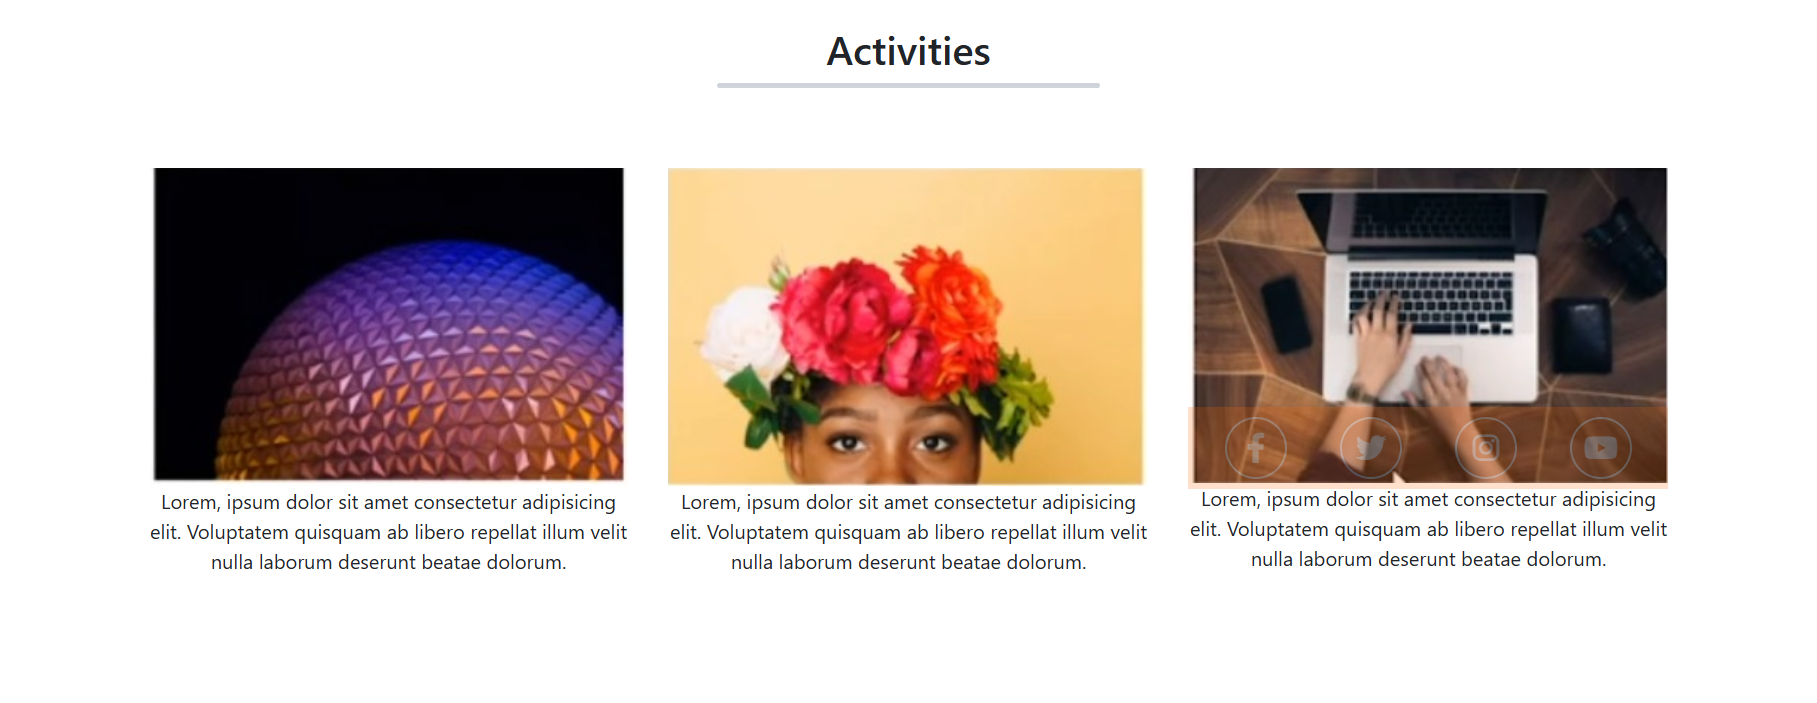 Activities
Lorem, ipsum dolor sit amet consectetur adipisicing
elit. Voluptatem quisquam ab libero repellat illum velit
nulla laborum deserunt beatae dolorum.
Lorem, ipsum dolor sit amet consectetur adipisicing
elit. Voluptatem quisquam ab libero repellat illum velit
nulla laborum deserunt beatae dolorum.
Lorem, ipsum dolor sit amet consectetur adipisicing
elit. Voluptatem quisquam ab libero repellat illum velit
nulla laborum deserunt beatae dolorum.